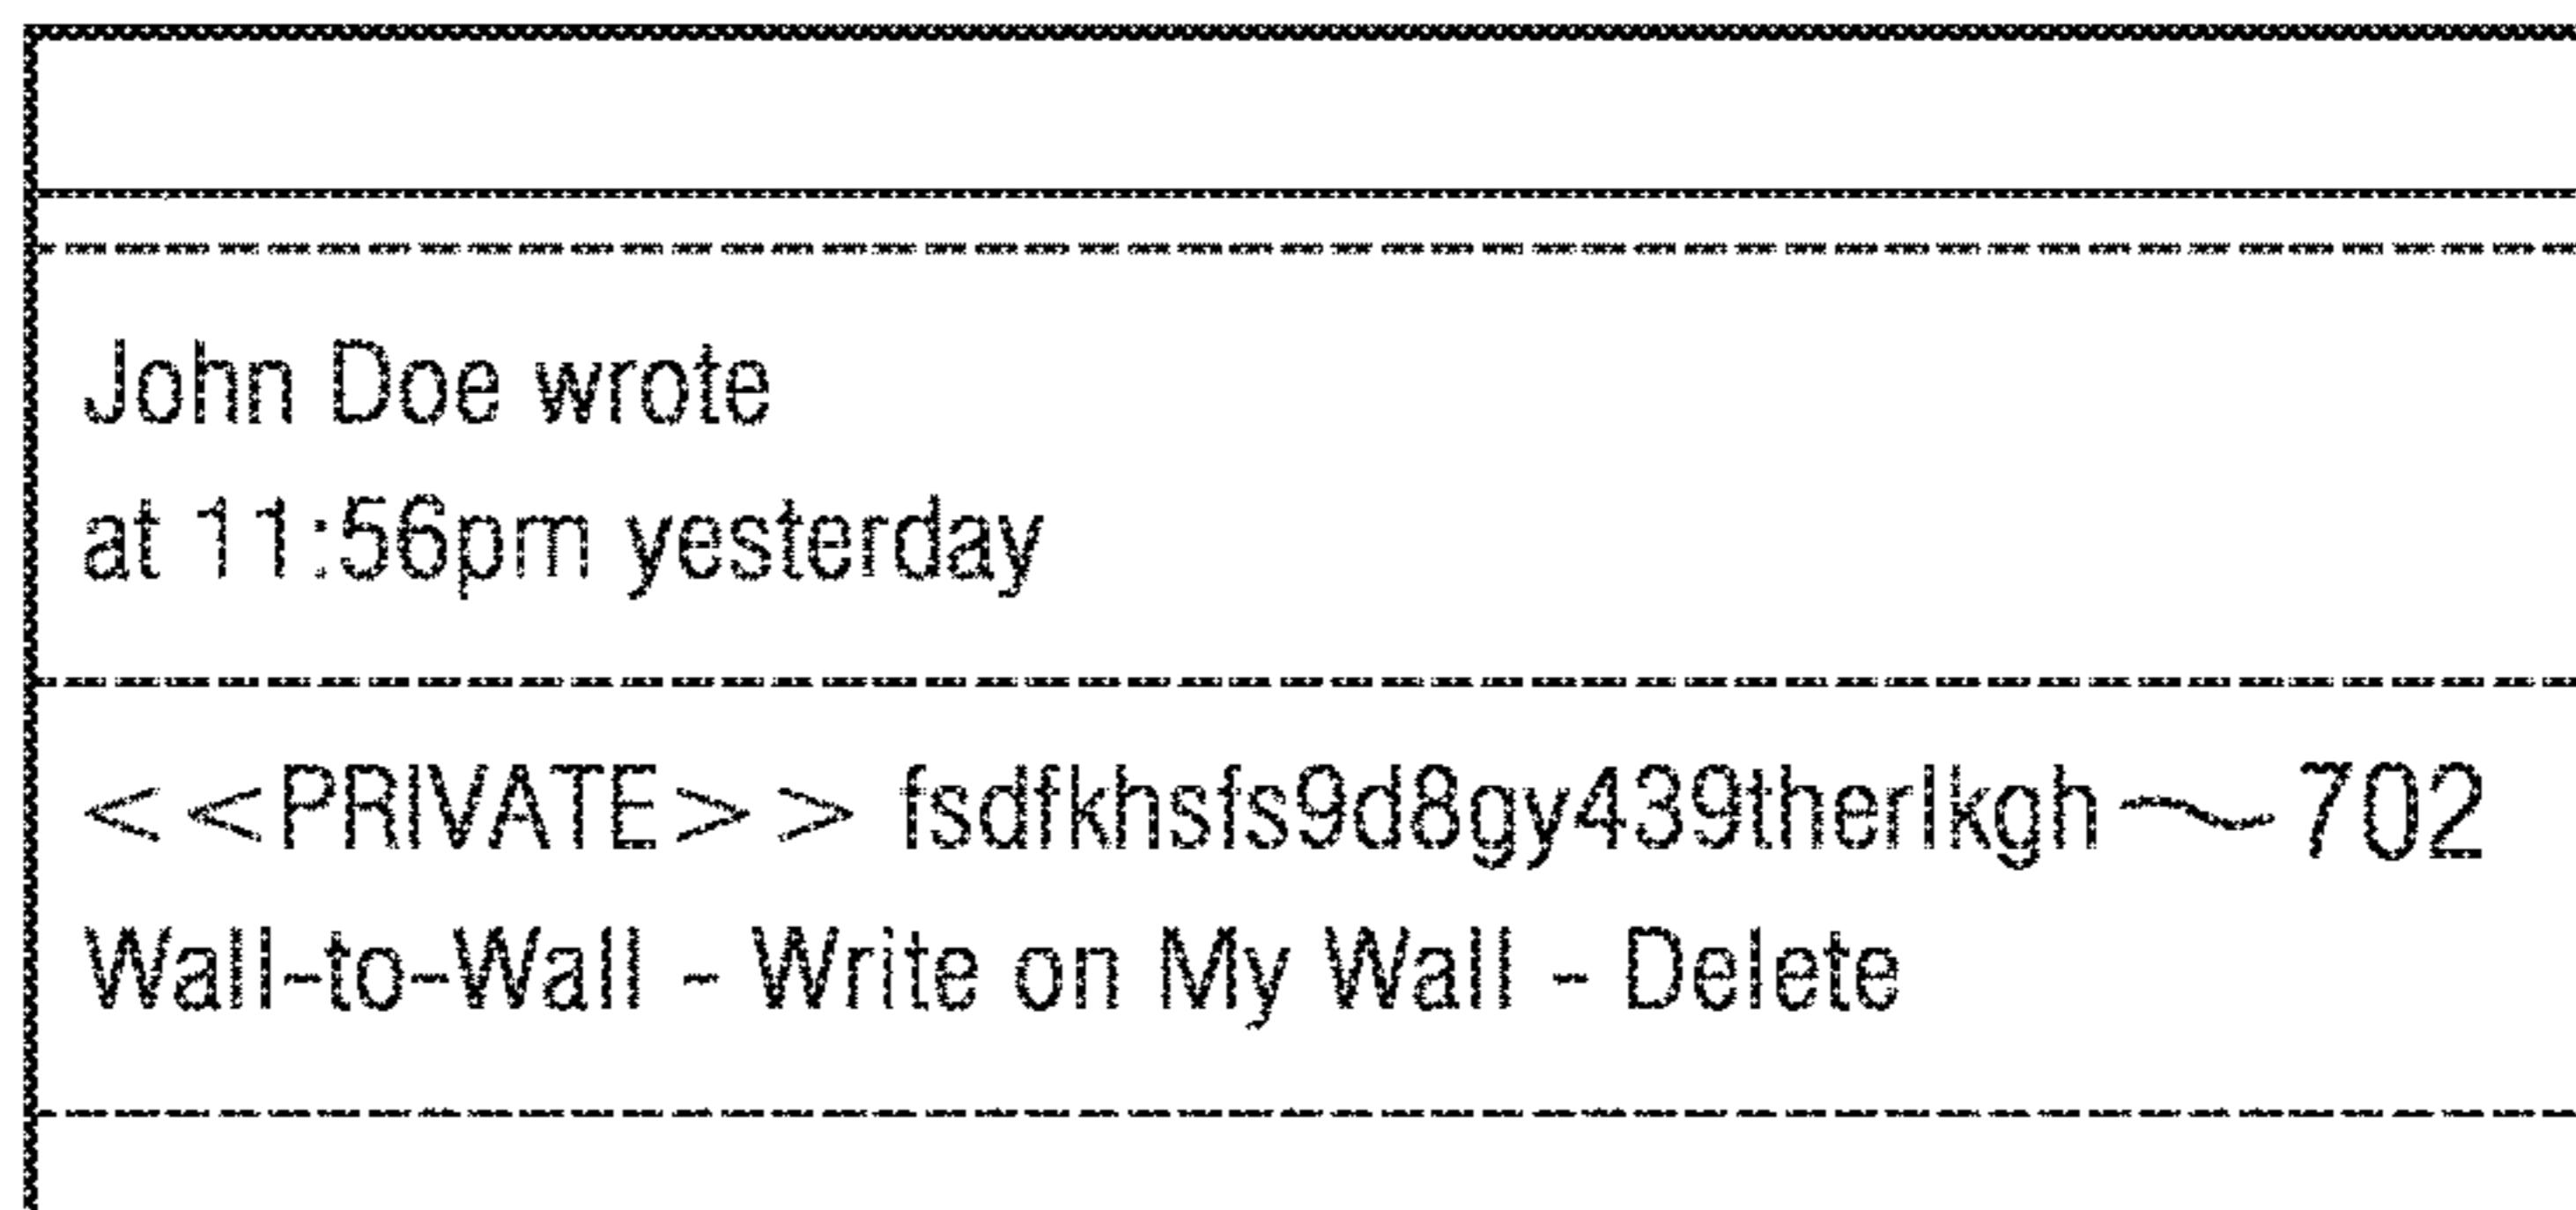 John Doe wrote
at 11:56pm yesterday
<<PRIVATE>> fsdfkhsfs9d8gy439therlkgh 702
Wall-to-Wall - Write on My Wall - Delete